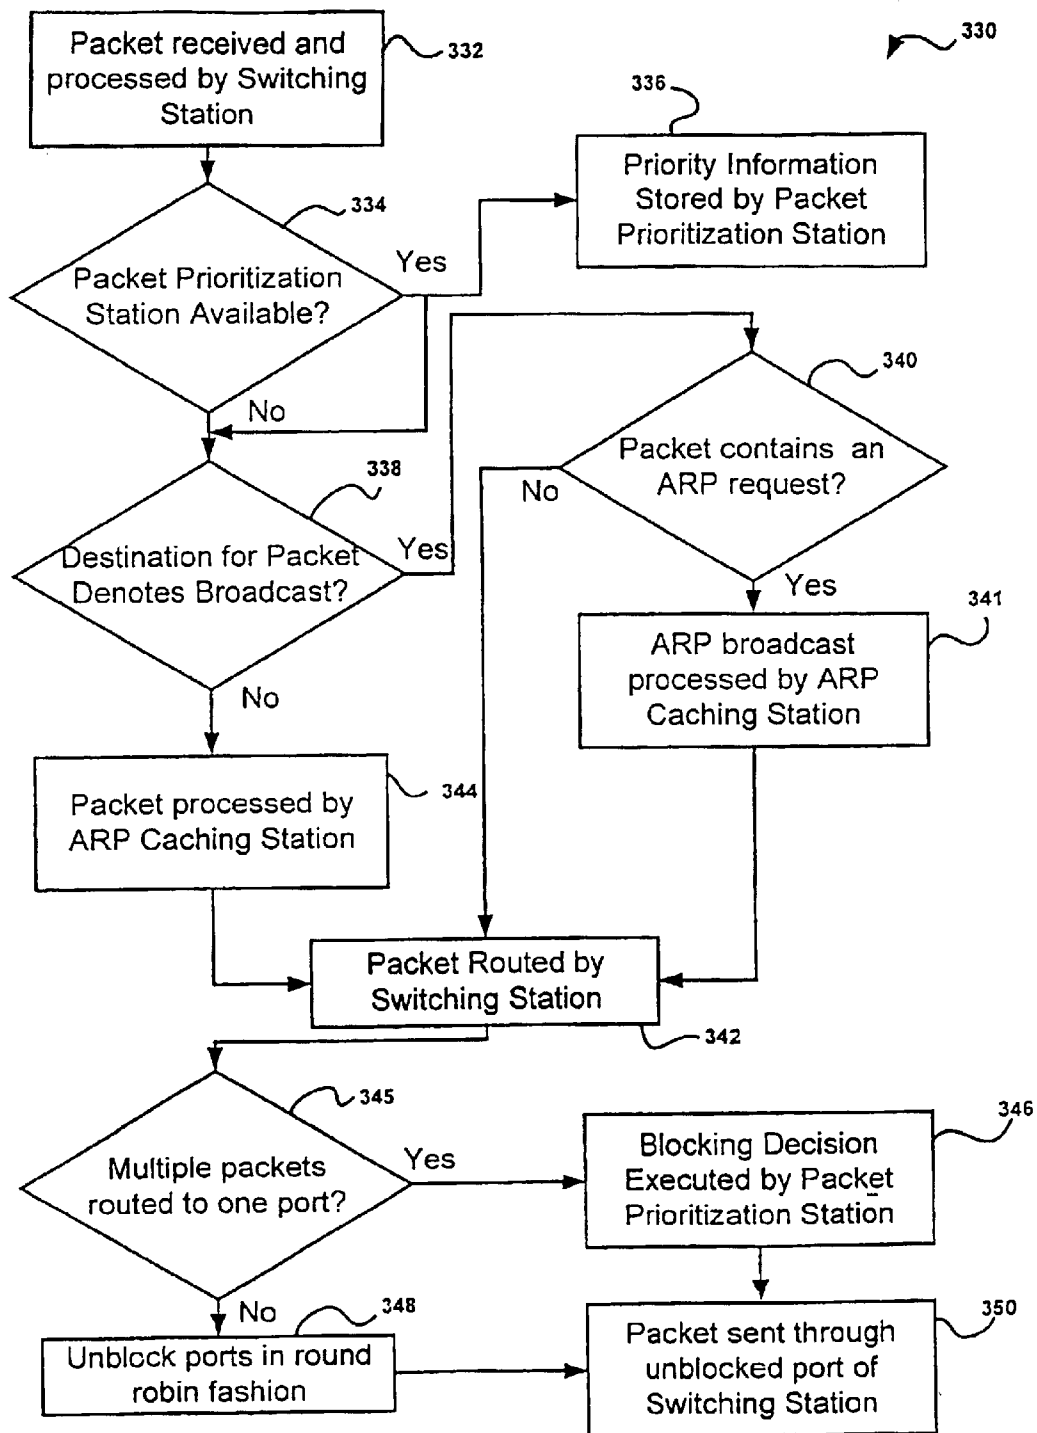 Packet received and
processed by Switching
Station
332
330
336
Priority Information
Stored by Packet
Prioritization Station
334
Packet Prioritization
Station Available?
Yes
No
340
Packet contains an
ARP request?
No
Yes
338
Destination for Packet
Denotes Broadcast?
Yes
No
341
ARP broadcast
processed by ARP
Caching Station
Packet processed by
ARP Caching Station
344
Packet Routed by
Switching Station
342
345
Multiple packets
routed to one port?
Yes
No
346
Blocking Decision
Executed by Packet
Prioritization Station
348
Unblock ports in round
robin fashion
350
Packet sent through
unblocked port of
Switching Station